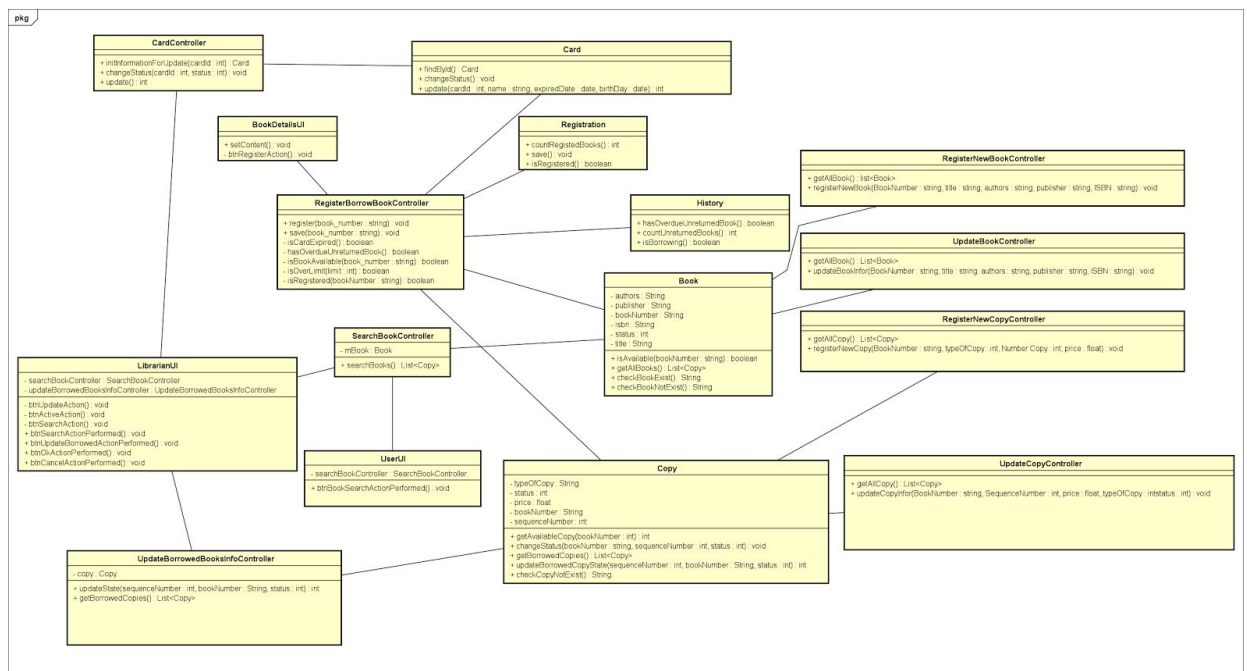 pkg
CardController
+ initInformationForUpdate(cardId : int) : Card
+ changeStatus(cardId : int, status : int) : void
+ update() : int
Card
+ findById() : Card
+ changeStatus() : void
+ update(cardId : int, name : string, expiredDate : date, birthDay : date) : int
BookDetailsUI
+ setContent() : void
- btnRegisterAction() : void
Registration
+ countRegistedBooks() : int
+ save() : void
+ isRegistered() : boolean
RegisterNewBookController
+ getAllBook() : list<Book>
+ registerNewBook(BookNumber : string, title : string, authors : string, publisher : string, ISBN : string) : void
RegisterBorrowBookController
+ register(book_number : string) : void
+ save(book_number : string) : void
- isCardExpired() : boolean
- hasOverdueUnreturnedBook() : boolean
- isBookAvailable(book_number : string) : boolean
- isOverLimit(limit : int) : boolean
- isRegistered(bookNumber : string) : boolean
History
+ hasOverdueUnreturnedBook() : boolean
+ countUnreturnedBooks() : int
+ isBorrowing() : boolean
UpdateBookController
+ getAllBook() : List<Book>
+ updateBookInfor(BookNumber : string, title : string, authors : string, publisher : string, ISBN : string) : void
Book
- authors : String
- publisher : String
- bookNumber : String
- isbn : String
- status : int
- title : String
+ isAvailable(bookNumber : string) : boolean
+ getAllBooks() : List<Copy>
+ checkBookExist() : String
+ checkBookNotExist() : String
RegisterNewCopyController
+ getAllCopy() : List<Copy>
+ registerNewCopy(BookNumber : string, typeOfCopy : int, Number Copy : int, price : float) : void
SearchBookController
- mBook : Book
+ searchBooks() : List<Copy>
LibrarianUI
- searchBookController : SearchBookController
- updateBorrowedBooksInfoController : UpdateBorrowedBooksInfoController
- btnUpdateAction() : void
- btnActiveAction() : void
- btnSearchAction() : void
+ btnSearchActionPerformed() : void
+ btnUpdateBorrowedActionPerformed() : void
+ btnOkActionPerformed() : void
+ btnCancelActionPerformed() : void
UserUI
- searchBookController : SearchBookController
+ btnBookSearchActionPerformed() : void
Copy
- typeOfCopy : String
- status : int
- price : float
- bookNumber : String
- sequenceNumber : int
+ getAvailableCopy(bookNumber : int) : int
+ changeStatus(bookNumber : string, sequenceNumber : int, status : int) : void
+ getBorrowedCopies() : List<Copy>
+ updateBorrowedCopyState(sequenceNumber : int, bookNumber : String, status : int) : int
+ checkCopyNotExist() : String
UpdateCopyController
+ getAllCopy() : List<Copy>
+ updateCopyInfor(BookNumber : string, SequenceNumber : int, price : float, typeOfCopy : intstatus : int) : void
UpdateBorrowedBooksInfoController
- copy : Copy
+ updateState(sequenceNumber : int, bookNumber : String, status : int) : int
+ getBorrowedCopies() : List<Copy>